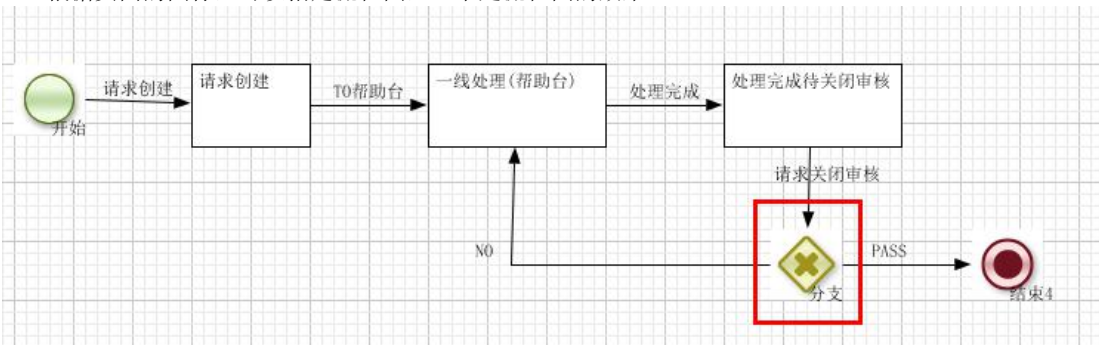 请求创建
请求创建
TO帮助台
一线处理(帮助台)
处理完成
处理完成待关闭审核
开始
请求关闭审核
NO
PASS
分支
结束4